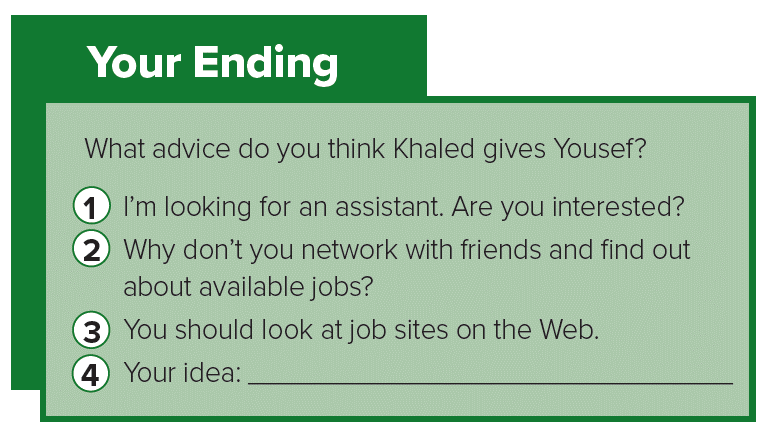 Your Ending
What advice do you think Khaled gives Yousef?
1 I’m looking for an assistant. Are you interested?
2 Why don’t you network with friends and find out
about available jobs?
3 You should look at job sites on the Web.
4 Your idea: ______________________________